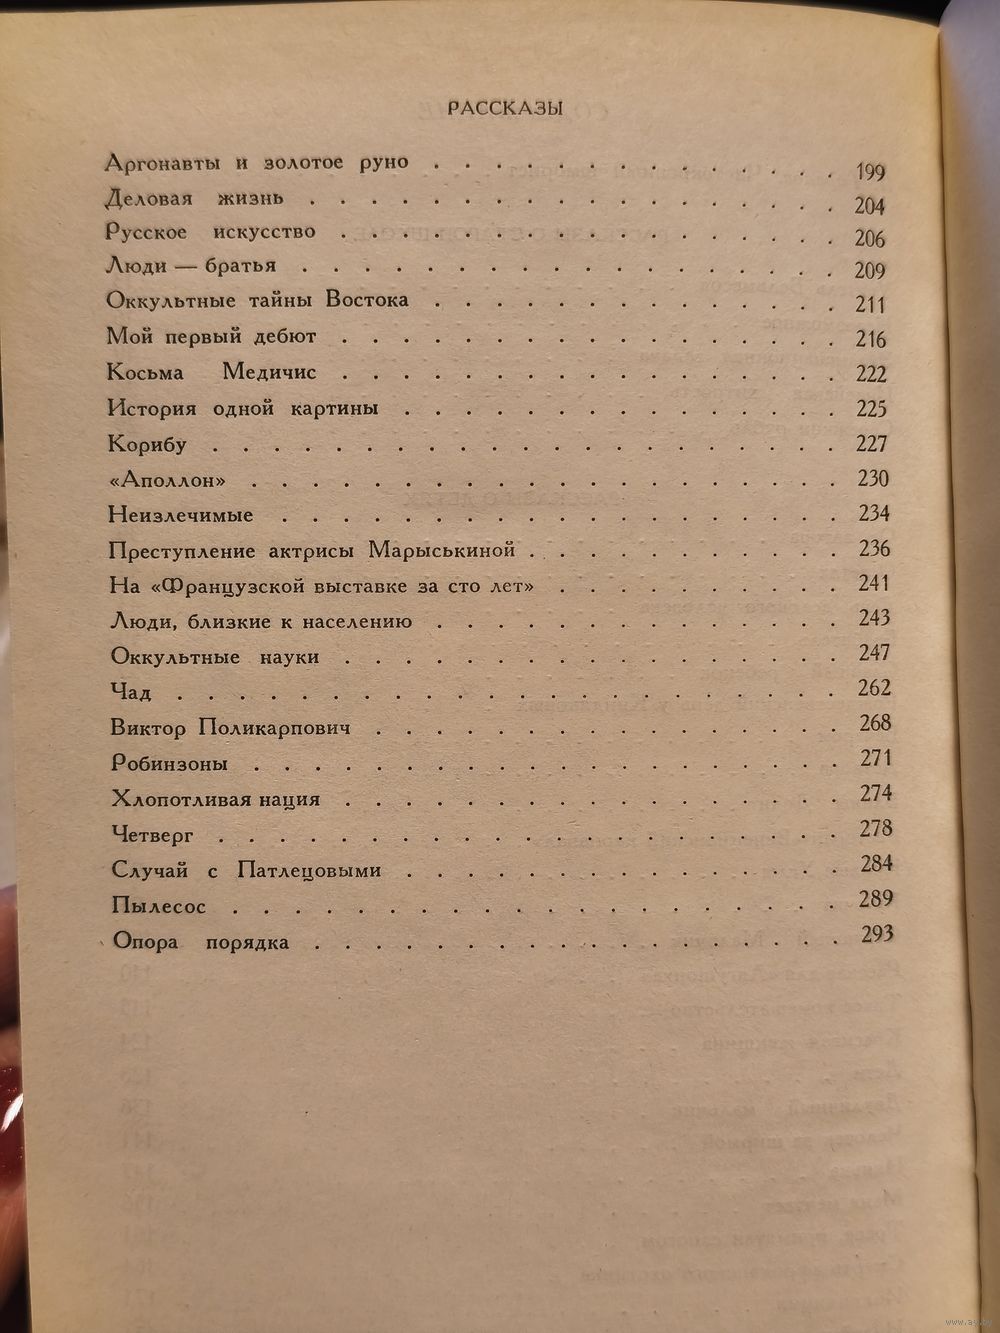 РАССКАЗЫ
Аргонавты и золотое руно . . . . . . . . . . . . . . 199
Деловая жизнь . . . . . . . . . . . . . . . . . . 204
Русское искусство . . . . . . . . . . . . . . . . . 206
Люди — братья . . . . . . . . . . . . . . . . . . 209
Оккультные тайны Востока . . . . . . . . . . . . . . 211
Мой первый дебют . . . . . . . . . . . . . . . . . 216
Косьма Медичис . . . . . . . . . . . . . . . . . 222
История одной картины . . . . . . . . . . . . . . . 225
Корибу . . . . . . . . . . . . . . . . . . . . . 227
«Аполлон» . . . . . . . . . . . . . . . . . . . . 230
Неизлечимые . . . . . . . . . . . . . . . . . . . 234
Преступление актрисы Марыськиной . . . . . . . . . . . 236
На «Французской выставке за сто лет» . . . . . . . . . . 241
Люди, близкие к населению . . . . . . . . . . . . . . 243
Оккультные науки . . . . . . . . . . . . . . . . . 247
Чад . . . . . . . . . . . . . . . . . . . . . . 262
Виктор Поликарпович . . . . . . . . . . . . . . . . 268
Робинзоны . . . . . . . . . . . . . . . . . . . . 271
Хлопотливая нация . . . . . . . . . . . . . . . . . 274
Четверг . . . . . . . . . . . . . . . . . . . . . 278
Случай с Патлецовыми . . . . . . . . . . . . . . . 284
Пылесос . . . . . . . . . . . . . . . . . . . . 289
Опора порядка . . . . . . . . . . . . . . . . . . 293
www.ay.by